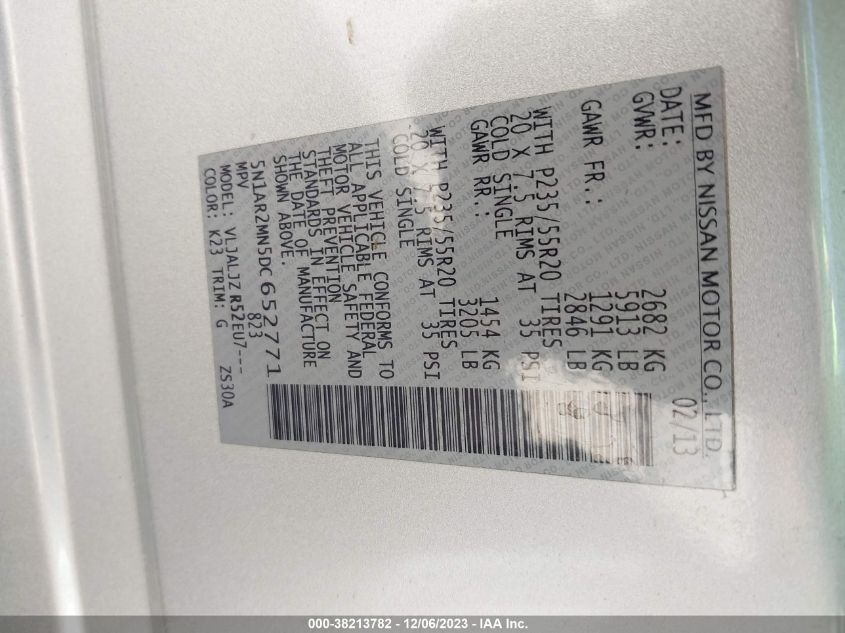 MFD BY NISSAN MOTOR CO., LTD.
DATE: 02/13
GVWR: 2682 KG
5913 LB
GAWR FR.: 1291 KG
2846 LB
WITH P235/55R20 TIRES
20 X 7.5 RIMS AT 35 PSI
COLD SINGLE
GAWR RR.: 1454 KG
3205 LB
WITH P235/55R20 TIRES
20 X 7.5 RIMS AT 35 PSI
COLD SINGLE
THIS VEHICLE CONFORMS TO
ALL APPLICABLE FEDERAL
MOTOR VEHICLE SAFETY AND
THEFT PREVENTION
STANDARDS IN EFFECT ON
THE DATE OF MANUFACTURE
SHOWN ABOVE.
5N1AR2MN5DC652771
MPV 823
MODEL: VLJALJZ R52EU7---
COLOR: K23 TRIM: G ZS30A
000-38213782 - 12/06/2023 - IAA Inc.